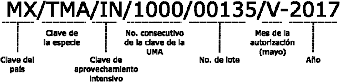 MX/TMA/IN/1000/00135/V-2017
Clave de
la especie
No. consecutivo
de la clave de la
UMA
Mes de la
autorización
(mayo)
Clave del
país
Clave de
aprovechamiento
intensivo
No. de lote
Año